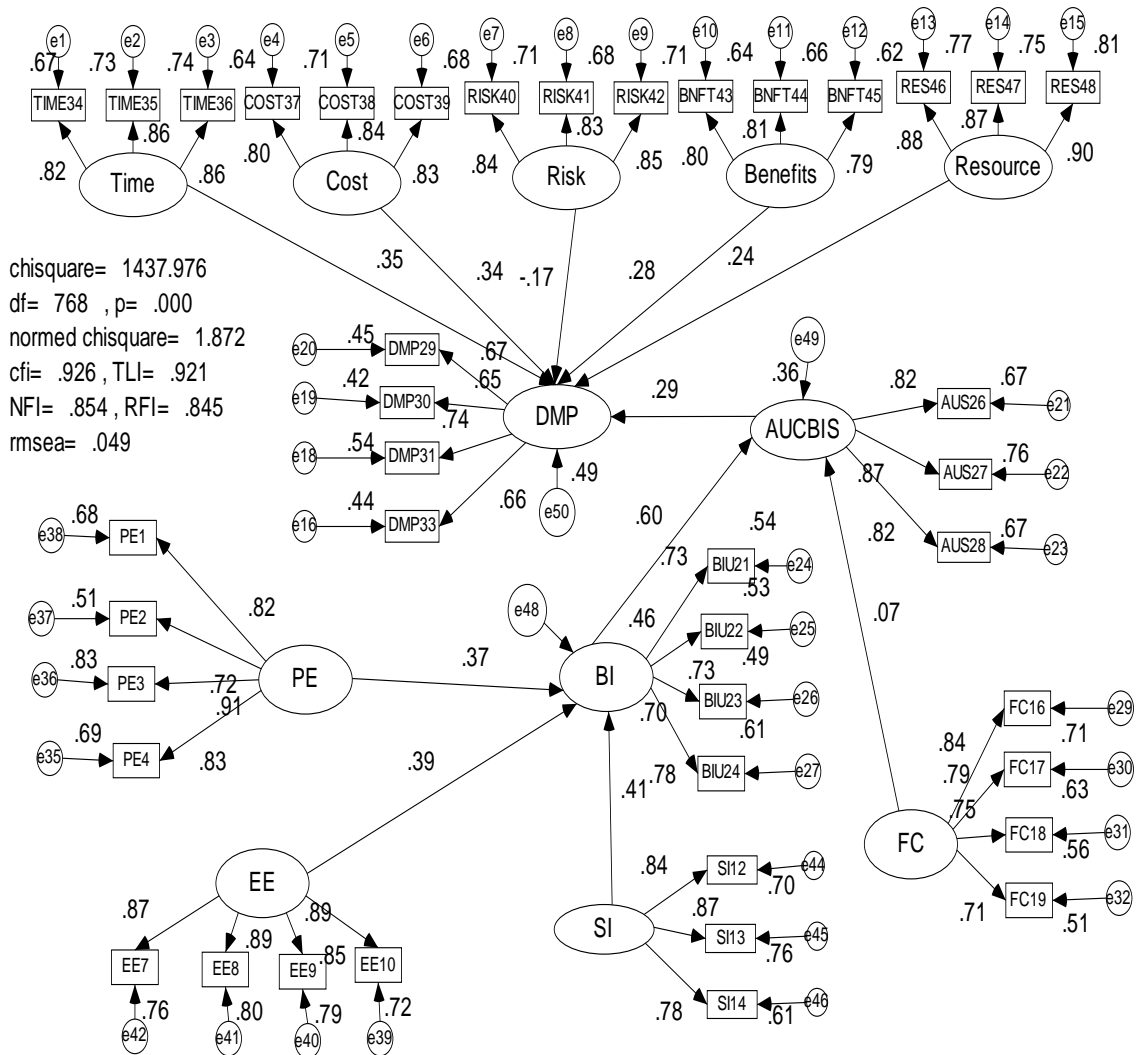 e1 e2 e3 e4 e5 e6 e7 e8 e9 e10 e11 e12 e13 e14 e15
.67 .73 .74 .64 .71 .68 .71 .68 .71 .64 .66 .62 .77 .75 .81
TIME34 TIME35 TIME36 COST37 COST38 COST39 RISK40 RISK41 RISK42 BNFT43 BNFT44 BNFT45 RES46 RES47 RES48
.82 .86 .86 .80 .84 .83 .84 .83 .85 .80 .81 .79 .88 .87 .90
Time Cost Risk Benefits Resource
.35 .34 -.17 .28 .24
chisquare= 1437.976
df= 768 , p= .000
normed chisquare= 1.872
cfi= .926 , TLI= .921
NFI= .854 , RFI= .845
rmsea= .049
e20 .45 DMP29 .67
e19 .42 DMP30 .65
e18 .54 DMP31 .74
e16 .44 DMP33 .66
DMP .49 e50
.29
e49 .36 AUCBIS
.82 AUS26 .67 e21
.87 AUS27 .76 e22
.82 AUS28 .67 e23
.60 .07
e38 .68 PE1 .82
e37 .51 PE2 .72
e36 .83 PE3 .91
e35 .69 PE4 .83
PE .37
e48 .46 BI
.73 BIU21 .54 e24
.73 BIU22 .53 e25
.70 BIU23 .49 e26
.78 BIU24 .61 e27
.39 .41
FC
.84 FC16 .71 e29
.79 FC17 .63 e30
.75 FC18 .56 e31
.71 FC19 .51 e32
EE
.87 .89 .89 .85
EE7 EE8 EE9 EE10
.76 .80 .79 .72
e42 e41 e40 e39
SI
.84 SI12 .70 e44
.87 SI13 .76 e45
.78 SI14 .61 e46